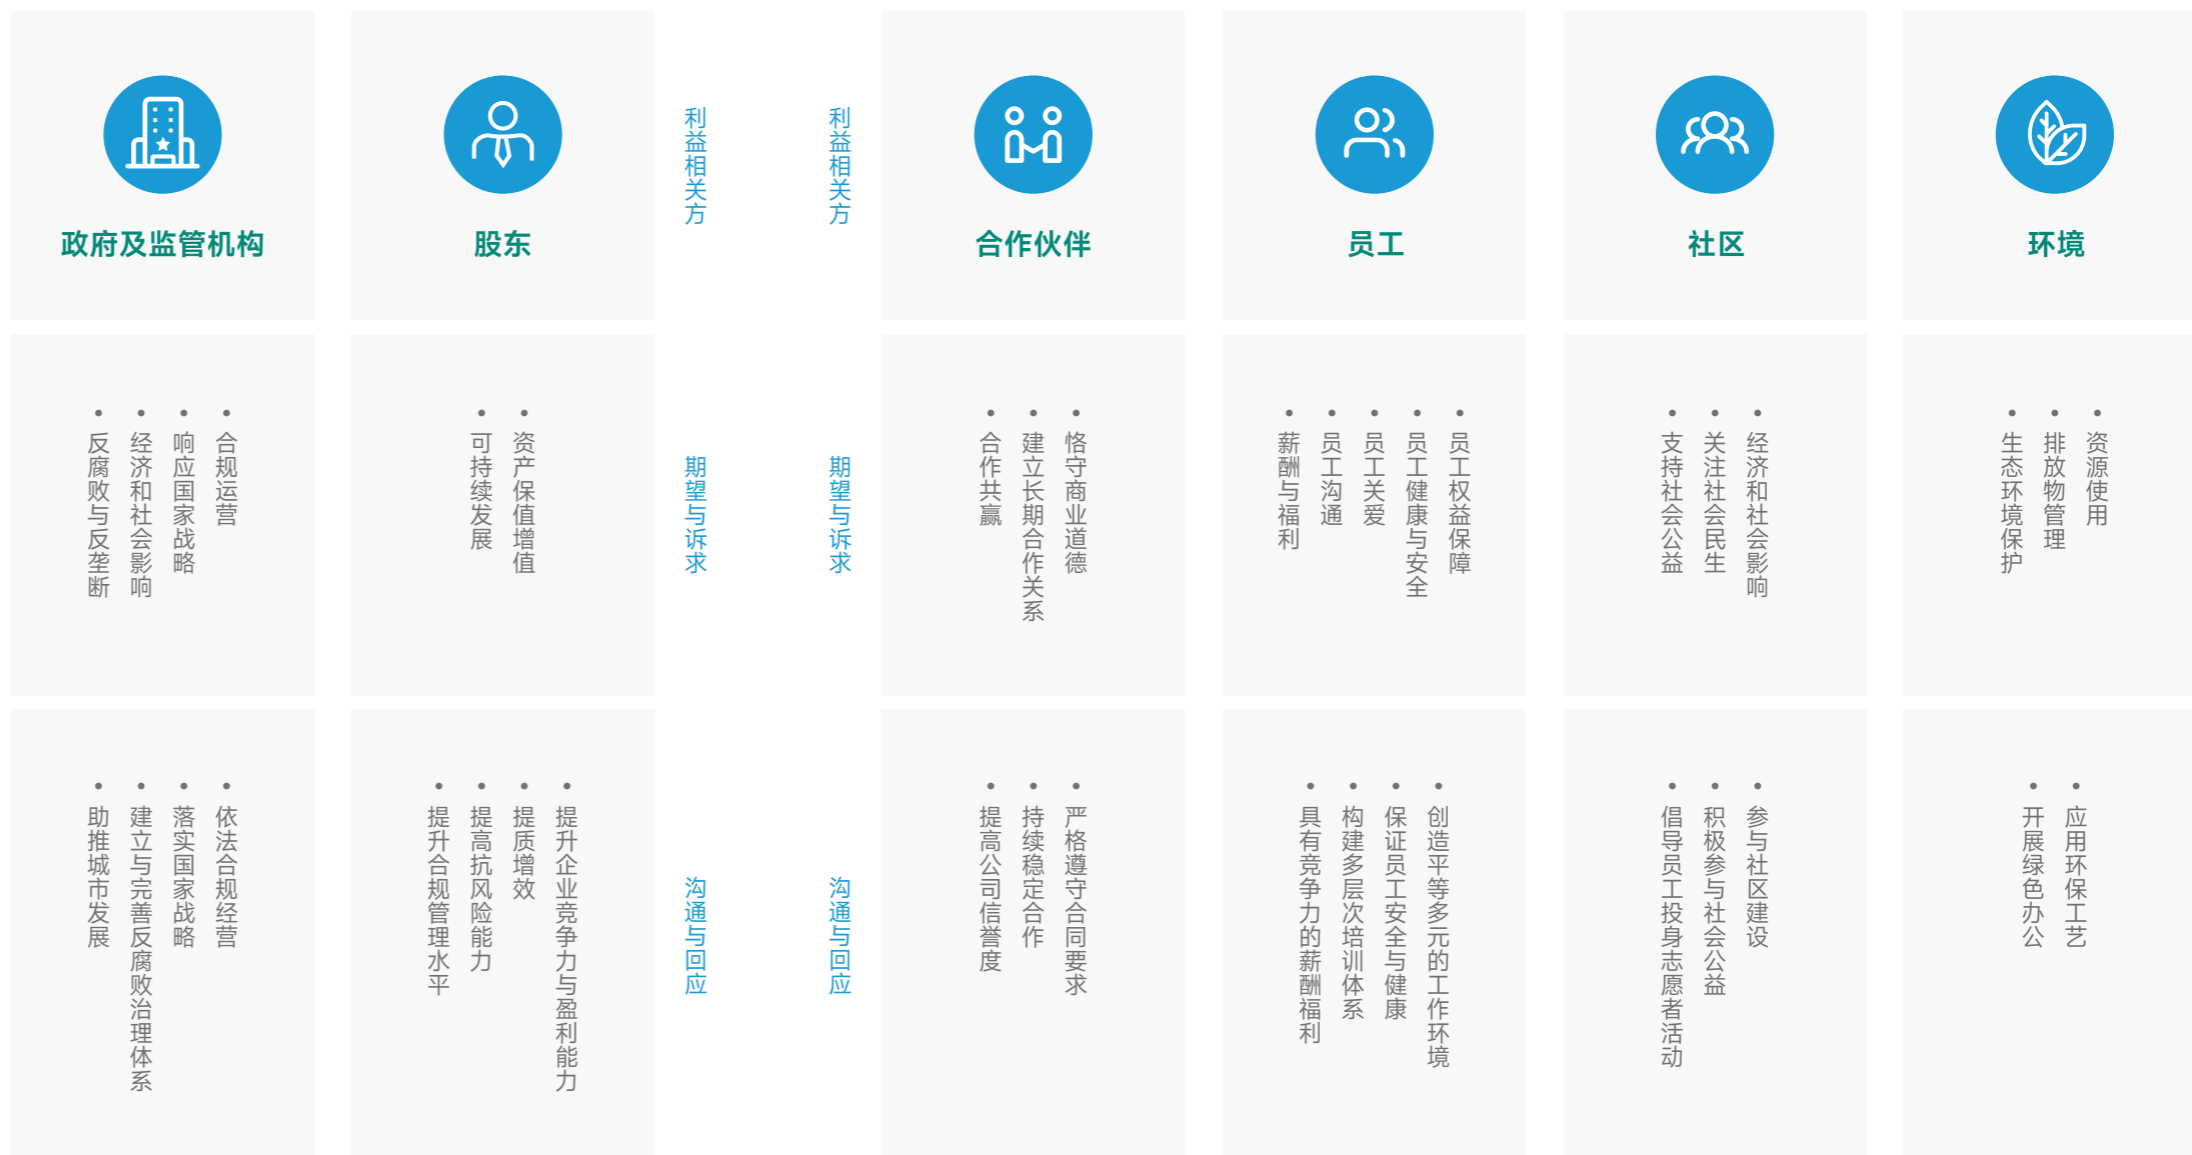 利益相关方
股东
政府及监管机构
期望与诉求
• 资产保值增值
• 可持续发展
• 合规运营
• 响应国家战略
• 经济和社会影响
• 反腐败与反垄断
沟通与回应
• 提升企业竞争力与盈利能力
• 提质增效
• 提高抗风险能力
• 提升合规管理水平
• 依法合规经营
• 落实国家战略
• 建立与完善反腐败治理体系
• 助推城市发展
环境
社区
员工
合作伙伴
利益相关方
• 资源使用
• 排放物管理
• 生态环境保护
• 经济和社会影响
• 关注社会民生
• 支持社会公益
• 员工权益保障
• 员工健康与安全
• 员工关爱
• 员工沟通
• 薪酬与福利
• 恪守商业道德
• 建立长期合作关系
• 合作共赢
期望与诉求
• 应用环保工艺
• 开展绿色办公
• 参与社区建设
• 积极参与社会公益
• 倡导员工投身志愿者活动
• 创造平等多元的工作环境
• 保证员工安全与健康
• 构建多层次培训体系
• 具有竞争力的薪酬福利
• 严格遵守合同要求
• 持续稳定合作
• 提高公司信誉度
沟通与回应